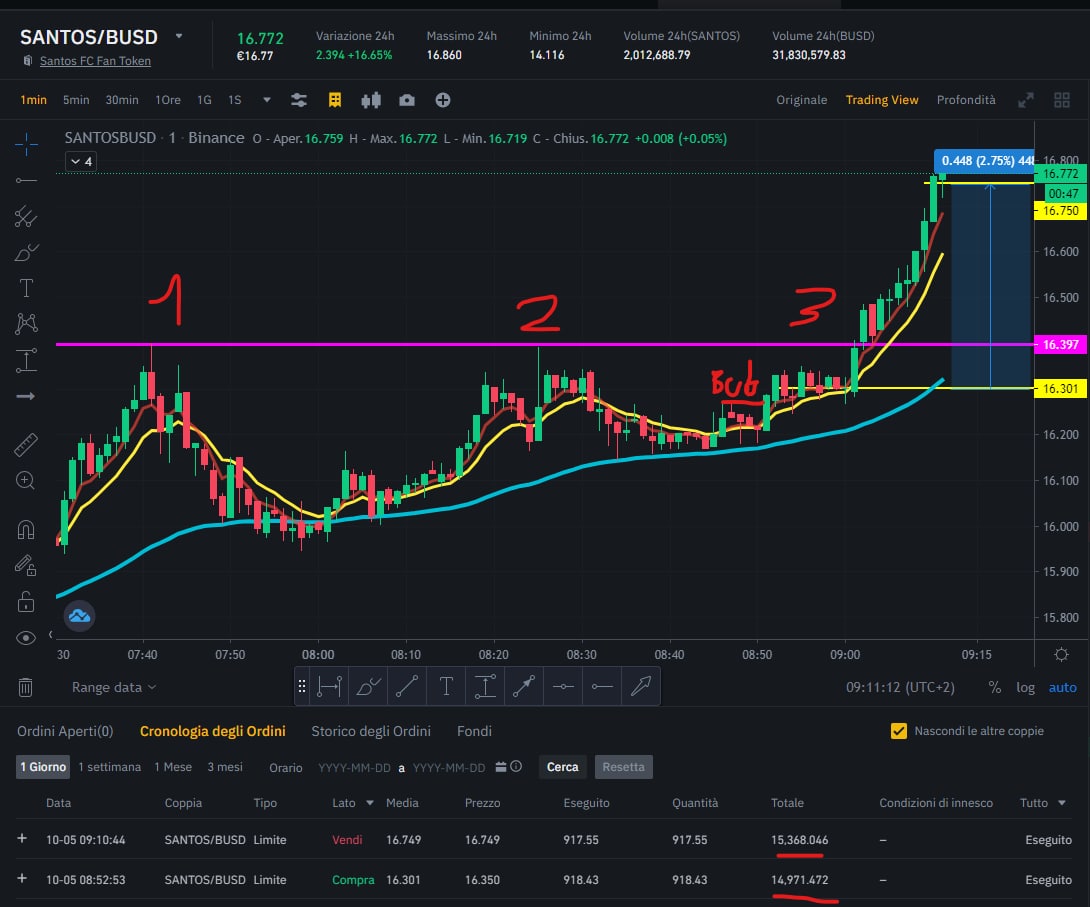 SANTOS/BUSD
Santos FC Fan Token
16.772
€16.77
Variazione 24h
2.394 +16.65%
Massimo 24h
16.860
Minimo 24h
14.116
Volume 24h(SANTOS)
2,012,688.79
Volume 24h(BUSD)
31,830,579.83
1min 5min 30min 1Ore 1G 1S Originale Trading View Profondità
SANTOSBUSD · 1 · Binance O - Aper.16.759 H - Max.16.772 L - Min.16.719 C - Chius.16.772 +0.008 (+0.05%)
4
0.448 (2.75%) 448
16.800
16.772
00:47
16.750
16.600
16.500
16.397
16.301
16.200
16.100
16.000
15.900
15.800
1
2
3
30 07:40 07:50 08:00 08:10 08:20 08:30 08:40 08:50 09:00 09:15
Range data 09:11:12 (UTC+2) % log auto
Ordini Aperti(0) Cronologia degli Ordini Storico degli Ordini Fondi Nascondi le altre coppie
1 Giorno 1 settimana 1 Mese 3 mesi Orario YYYY-MM-DD a YYYY-MM-DD Cerca Resetta
Data Coppia Tipo Lato Media Prezzo Eseguito Quantità Totale Condizioni di innesco Tutto
+ 10-05 09:10:44 SANTOS/BUSD Limite Vendi 16.749 16.749 917.55 917.55 15,368.046 – Eseguito
+ 10-05 08:52:53 SANTOS/BUSD Limite Compra 16.301 16.350 918.43 918.43 14,971.472 – Eseguito